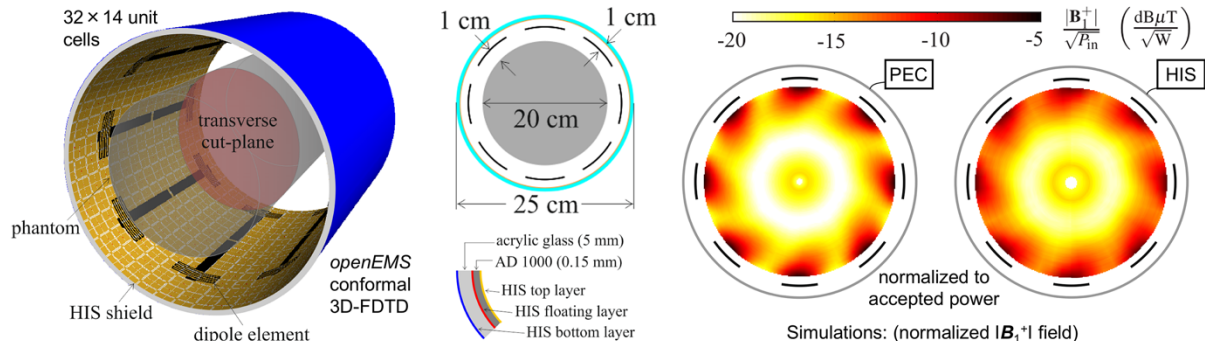 32 × 14 unit
cells
transverse
cut-plane
phantom
HIS shield
dipole element
openEMS
conformal
3D-FDTD
1 cm
1 cm
20 cm
25 cm
acrylic glass (5 mm)
AD 1000 (0.15 mm)
HIS top layer
HIS floating layer
HIS bottom layer
-20 -15 -10 -5
|B₁⁺| / √Pin (dBμT / √W)
PEC
HIS
normalized to
accepted power
Simulations: (normalized |B₁⁺| field)